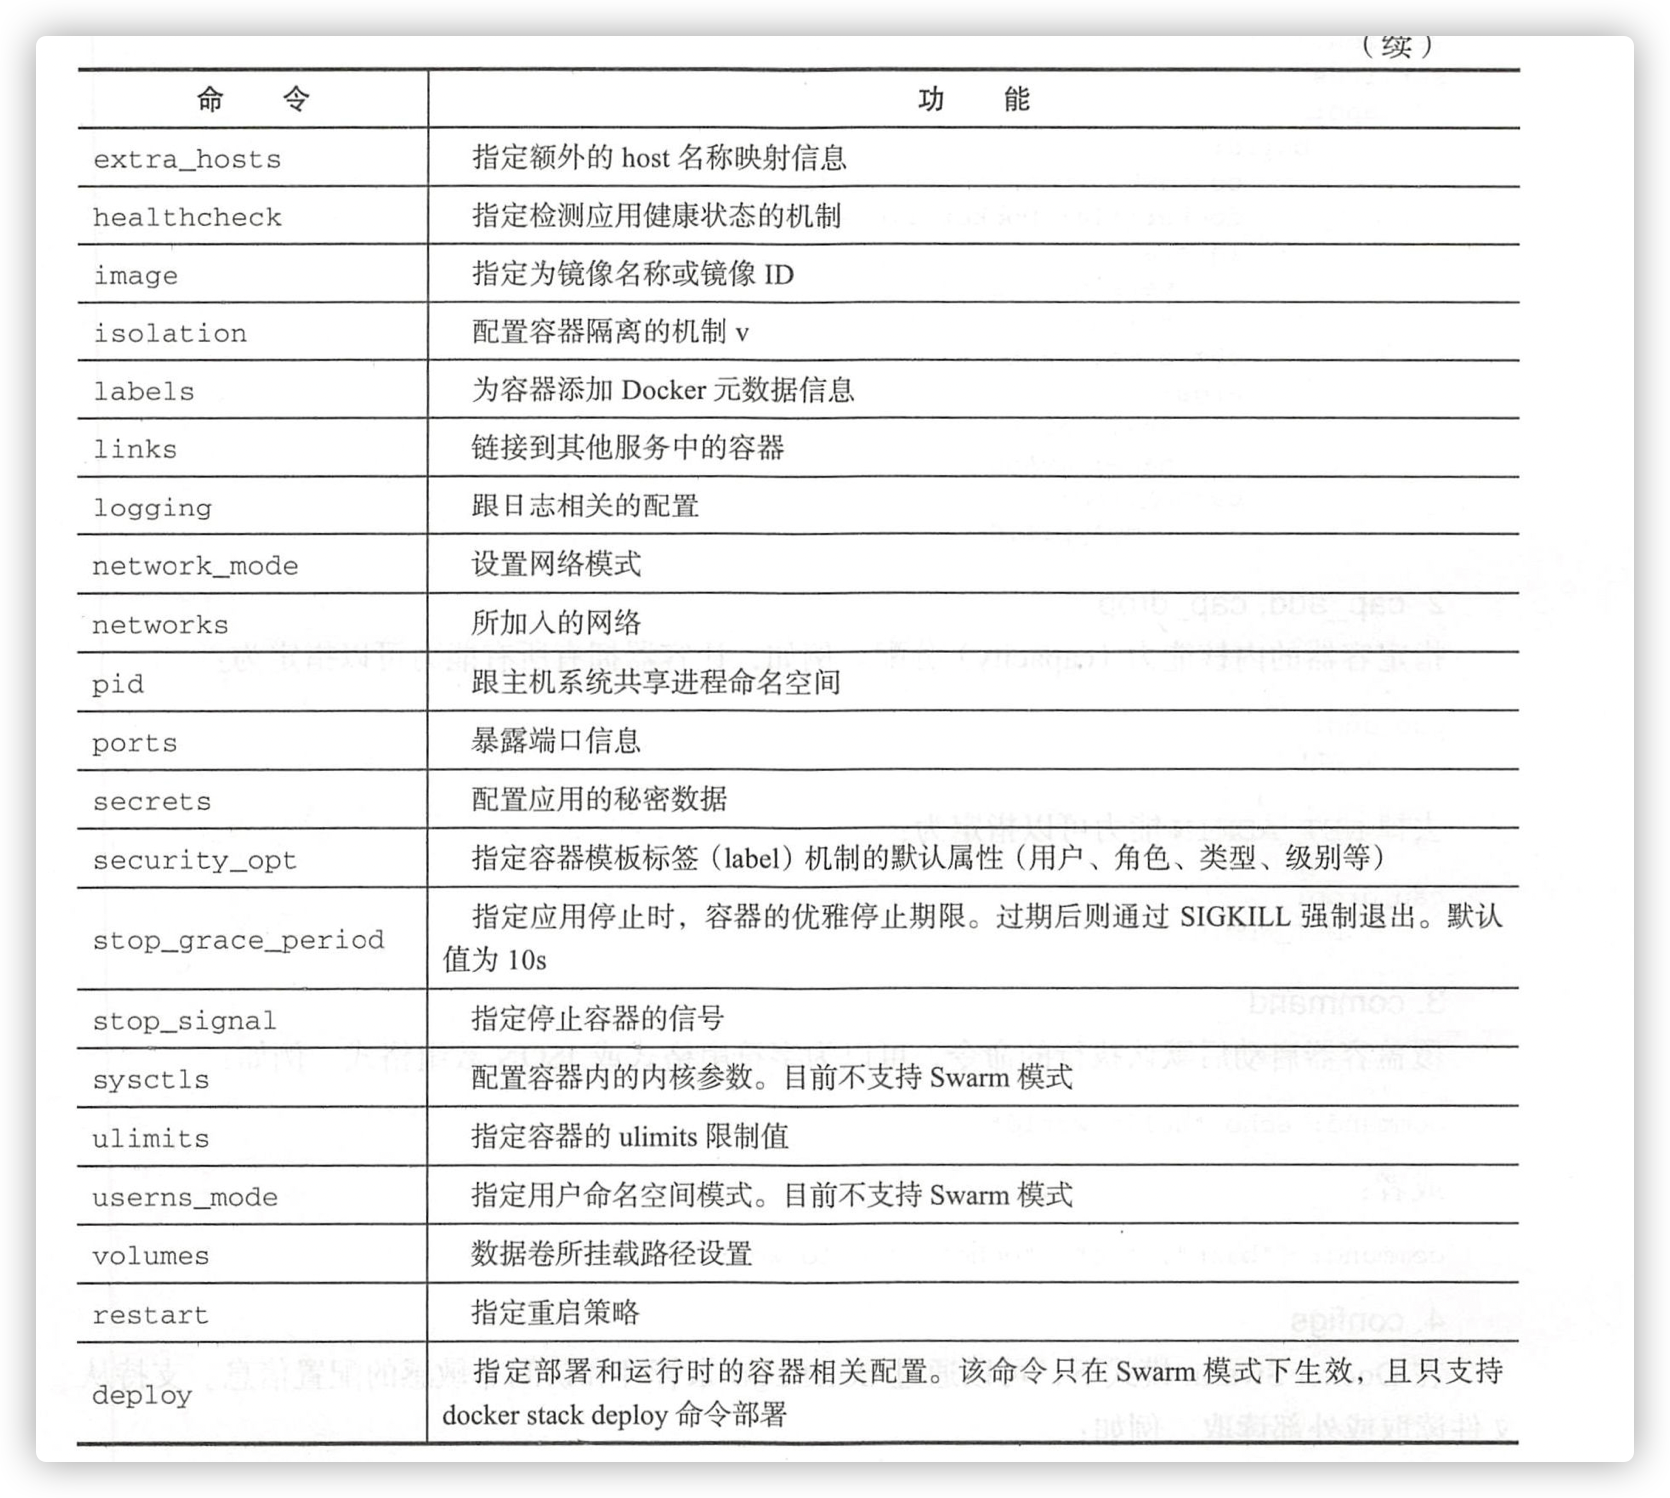 （续）
命 令 功 能
extra_hosts 指定额外的 host 名称映射信息
healthcheck 指定检测应用健康状态的机制
image 指定为镜像名称或镜像 ID
isolation 配置容器隔离的机制 v
labels 为容器添加 Docker 元数据信息
links 链接到其他服务中的容器
logging 跟日志相关的配置
network_mode 设置网络模式
networks 所加入的网络
pid 跟主机系统共享进程命名空间
ports 暴露端口信息
secrets 配置应用的秘密数据
security_opt 指定容器模板标签（label）机制的默认属性（用户、角色、类型、级别等）
stop_grace_period 指定应用停止时，容器的优雅停止期限。过期后则通过 SIGKILL 强制退出。默认
值为 10s
stop_signal 指定停止容器的信号
sysctls 配置容器内的内核参数。目前不支持 Swarm 模式
ulimits 指定容器的 ulimits 限制值
userns_mode 指定用户命名空间模式。目前不支持 Swarm 模式
volumes 数据卷所挂载路径设置
restart 指定重启策略
deploy 指定部署和运行时的容器相关配置。该命令只在 Swarm 模式下生效，且只支持
docker stack deploy 命令部署